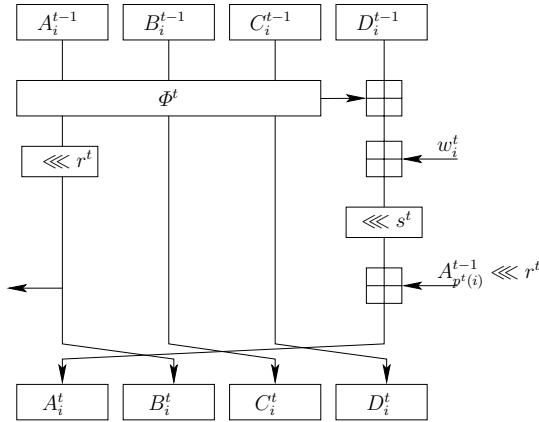 A_i^{t-1} B_i^{t-1} C_i^{t-1} D_i^{t-1}
Φ^t
⋘ r^t
w_i^t
⋘ s^t
A_{p^t(i)}^{t-1} ⋘ r^t
A_i^t B_i^t C_i^t D_i^t